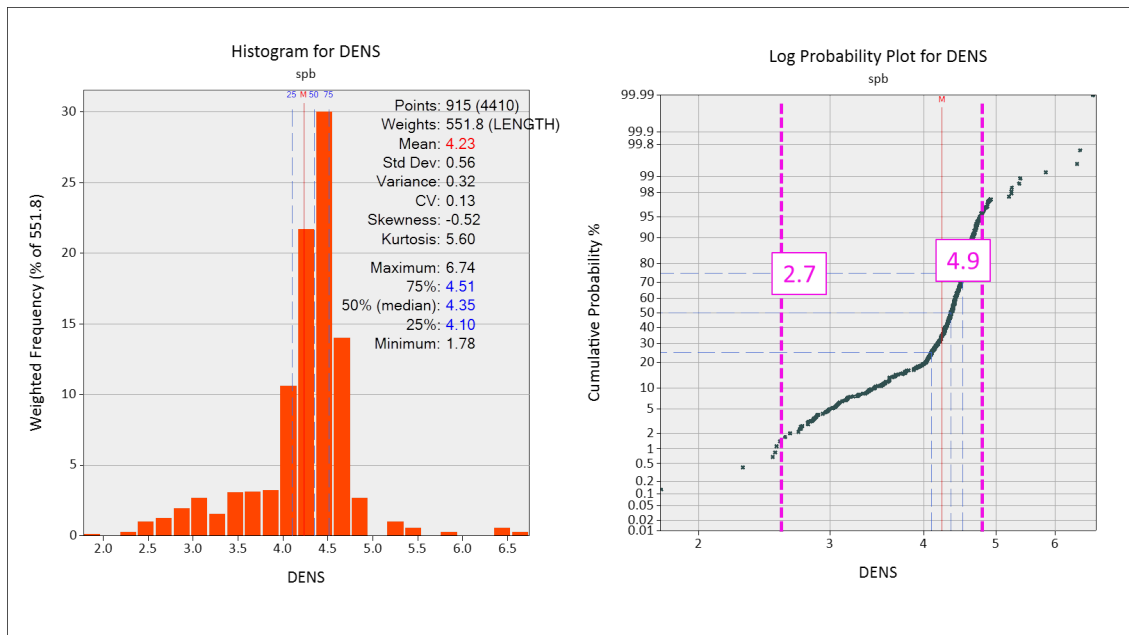 Histogram for DENS
spb
25 M 50 75
Points: 915 (4410)
Weights: 551.8 (LENGTH)
Mean: 4.23
Std Dev: 0.56
Variance: 0.32
CV: 0.13
Skewness: -0.52
Kurtosis: 5.60
Maximum: 6.74
75%: 4.51
50% (median): 4.35
25%: 4.10
Minimum: 1.78
Weighted Frequency (% of 551.8)
30
25
20
15
10
5
0
2.0 2.5 3.0 3.5 4.0 4.5 5.0 5.5 6.0 6.5
DENS
Log Probability Plot for DENS
spb
M
Cumulative Probability %
99.99
99.9
99.8
99
98
95
90
80
70
60
50
40
30
20
10
5
2
1
0.5
0.2
0.1
0.05
0.02
0.01
2.7
4.9
2 3 4 5 6
DENS